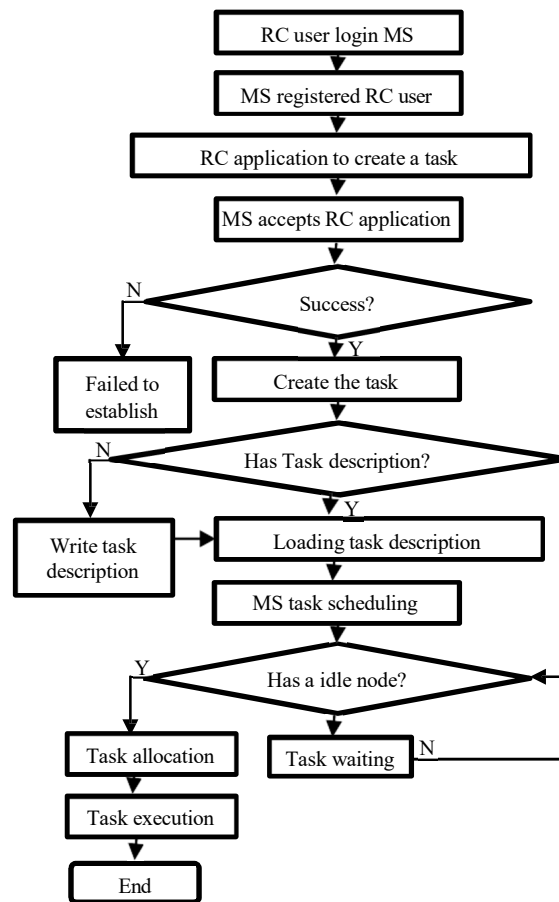 RC user login MS
MS registered RC user
RC application to create a task
MS accepts RC application
N
Success?
Y
Failed to
establish
Create the task
N
Has Task description?
Y
Write task
description
Loading task description
MS task scheduling
Y
Has a idle node?
Task allocation
Task waiting
N
Task execution
End